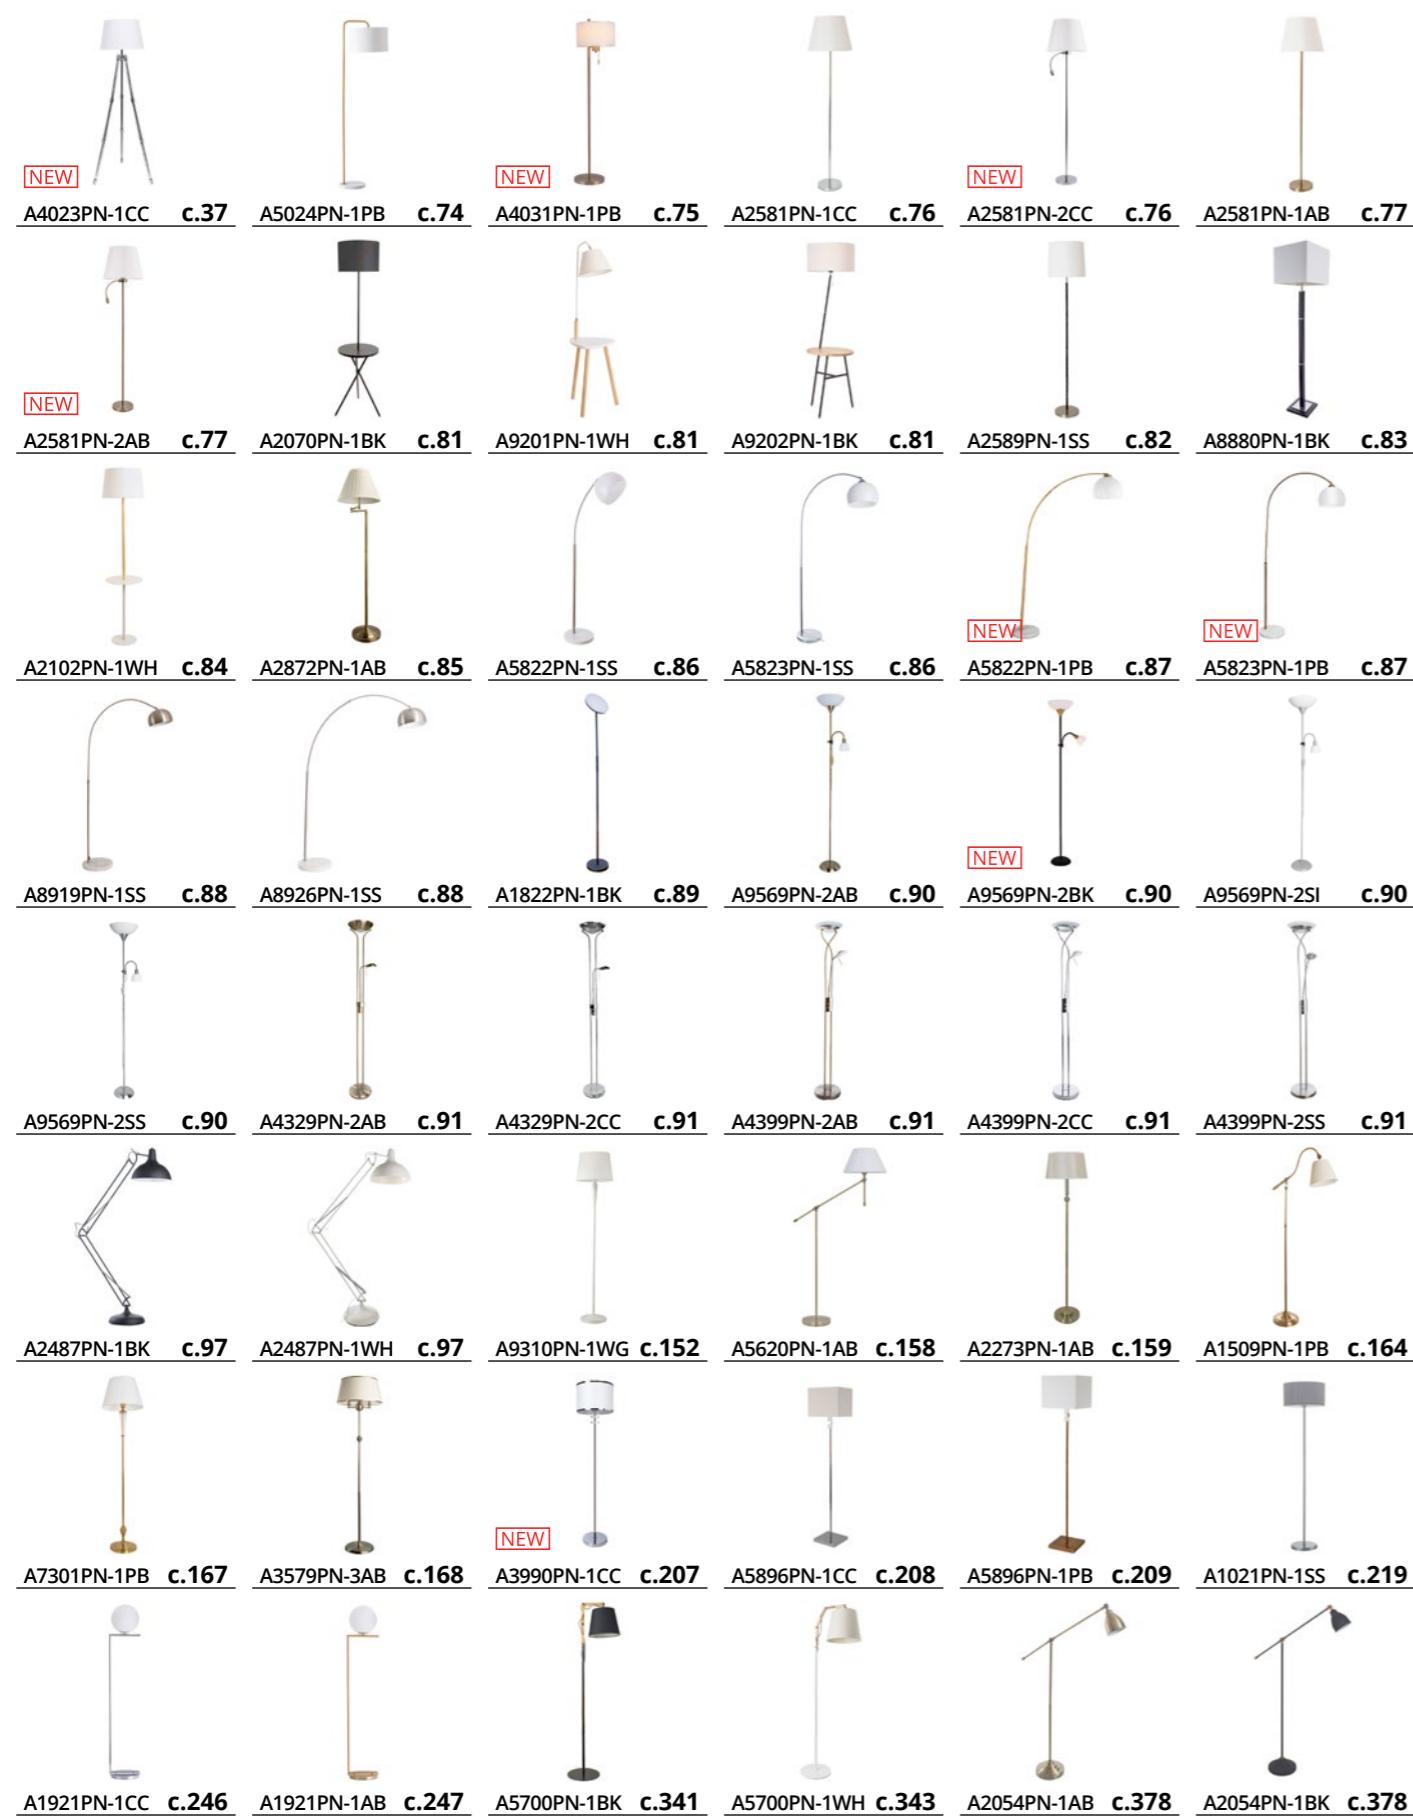 NEW NEW NEW
A4023PN-1CC c.37 A5024PN-1PB c.74 A4031PN-1PB c.75 A2581PN-1CC c.76 A2581PN-2CC c.76 A2581PN-1AB c.77
NEW
A2581PN-2AB c.77 A2070PN-1BK c.81 A9201PN-1WH c.81 A9202PN-1BK c.81 A2589PN-1SS c.82 A8880PN-1BK c.83
NEW NEW
A2102PN-1WH c.84 A2872PN-1AB c.85 A5822PN-1SS c.86 A5823PN-1SS c.86 A5822PN-1PB c.87 A5823PN-1PB c.87
NEW
A8919PN-1SS c.88 A8926PN-1SS c.88 A1822PN-1BK c.89 A9569PN-2AB c.90 A9569PN-2BK c.90 A9569PN-2SI c.90
A9569PN-2SS c.90 A4329PN-2AB c.91 A4329PN-2CC c.91 A4399PN-2AB c.91 A4399PN-2CC c.91 A4399PN-2SS c.91
A2487PN-1BK c.97 A2487PN-1WH c.97 A9310PN-1WG c.152 A5620PN-1AB c.158 A2273PN-1AB c.159 A1509PN-1PB c.164
NEW
A7301PN-1PB c.167 A3579PN-3AB c.168 A3990PN-1CC c.207 A5896PN-1CC c.208 A5896PN-1PB c.209 A1021PN-1SS c.219
A1921PN-1CC c.246 A1921PN-1AB c.247 A5700PN-1BK c.341 A5700PN-1WH c.343 A2054PN-1AB c.378 A2054PN-1BK c.378